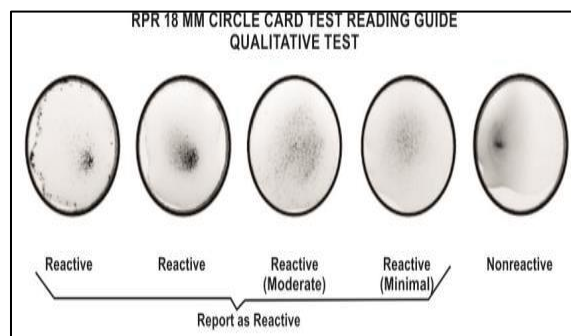 RPR 18 MM CIRCLE CARD TEST READING GUIDE
QUALITATIVE TEST
Reactive Reactive Reactive Reactive Nonreactive
(Moderate) (Minimal)
Report as Reactive